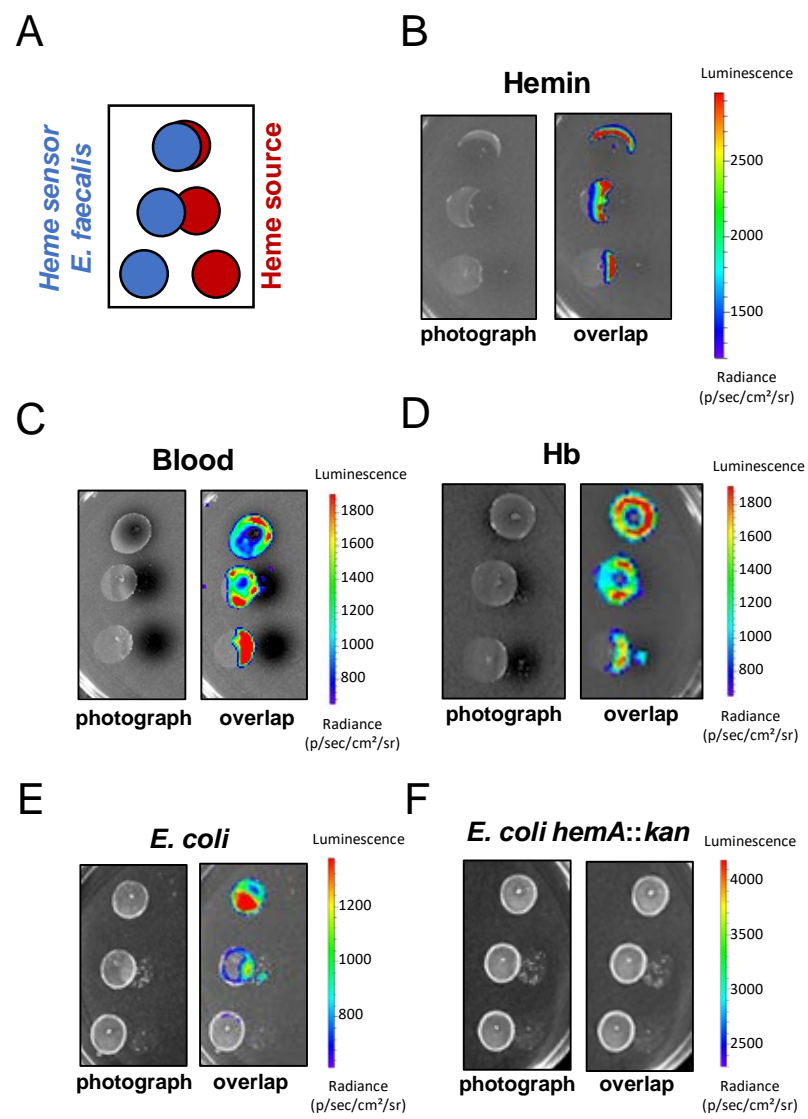 A
Heme sensor
E. faecalis
Heme source
B
Hemin
photograph
overlap
Luminescence
2500
2000
1500
Radiance
(p/sec/cm²/sr)
C
Blood
photograph
overlap
Luminescence
1800
1600
1400
1200
1000
800
Radiance
(p/sec/cm²/sr)
D
Hb
photograph
overlap
Luminescence
1800
1600
1400
1200
1000
800
Radiance
(p/sec/cm²/sr)
E
E. coli
photograph
overlap
Luminescence
1200
1000
800
Radiance
(p/sec/cm²/sr)
F
E. coli hemA::kan
photograph
overlap
Luminescence
4000
3500
3000
2500
Radiance
(p/sec/cm²/sr)